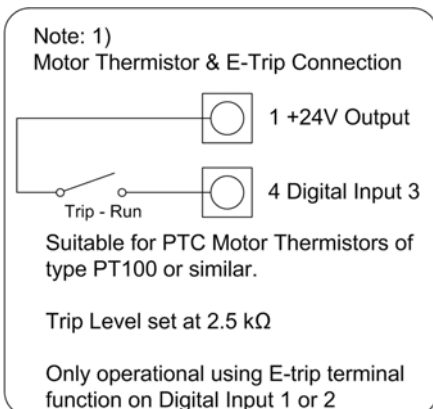 Note: 1)
Motor Thermistor & E-Trip Connection
1 +24V Output
4 Digital Input 3
Trip - Run
Suitable for PTC Motor Thermistors of
type PT100 or similar.
Trip Level set at 2.5 kΩ
Only operational using E-trip terminal
function on Digital Input 1 or 2